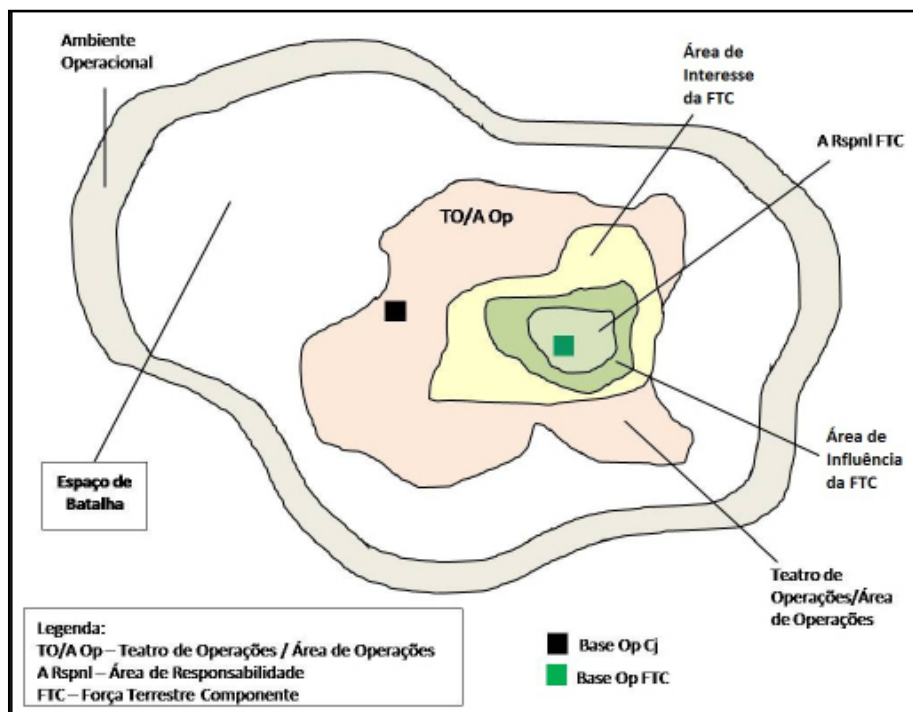 Ambiente
Operacional
Área de
Interesse
da FTC
A Rspnl FTC
TO/A Op
Espaço de
Batalha
Área de
Influência
da FTC
Teatro de
Operações/Área
de Operações
Legenda:
TO/A Op – Teatro de Operações / Área de Operações
A Rspnl – Área de Responsabilidade
FTC – Força Terrestre Componente
Base Op Cj
Base Op FTC